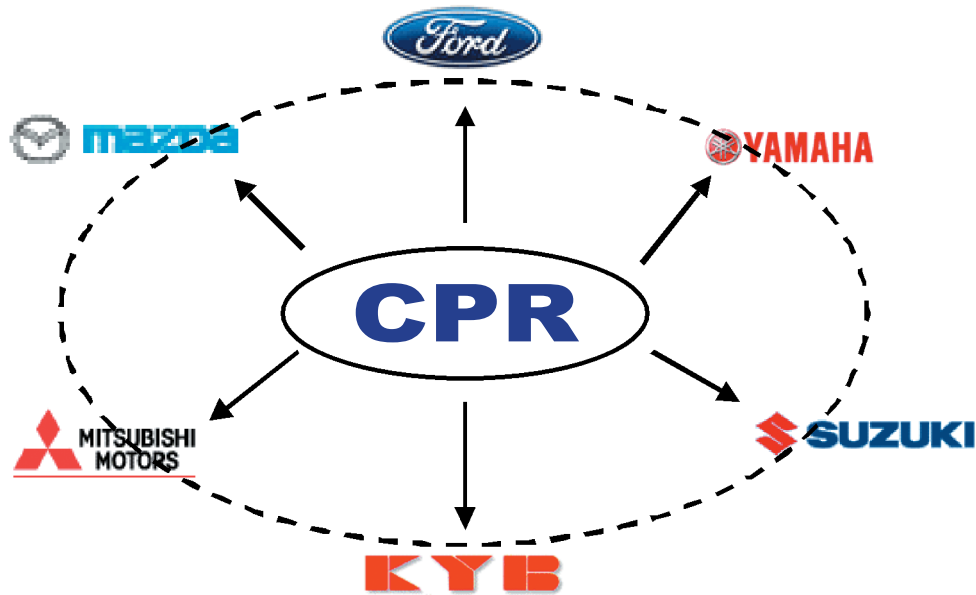 Ford
mazda
YAMAHA
CPR
MITSUBISHI
MOTORS
SUZUKI
KYB